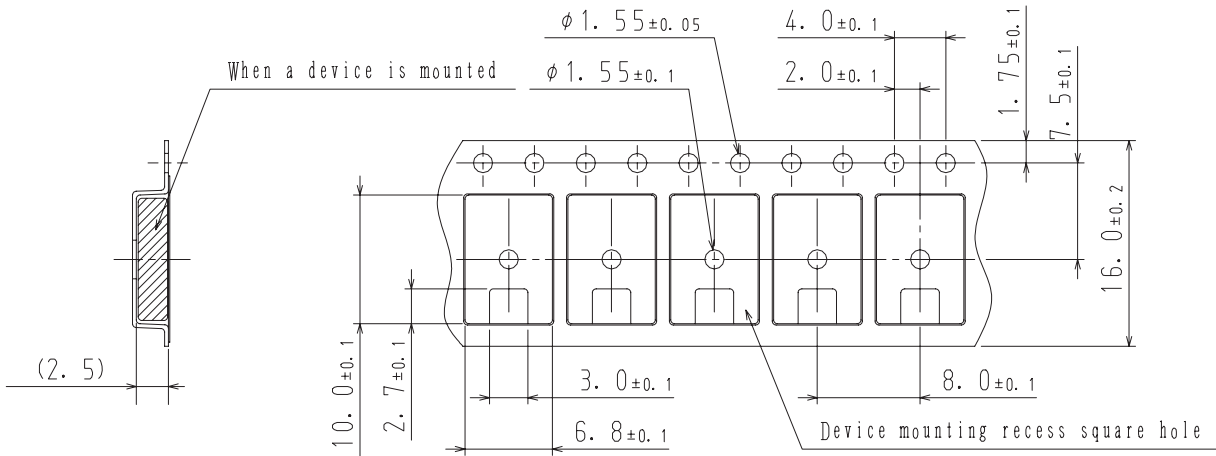 φ1.55±0.05
4.0±0.1
When a device is mounted
φ1.55±0.1
2.0±0.1
1.75±0.1
7.5±0.1
16.0±0.2
(2.5)
10.0±0.1
2.7±0.1
3.0±0.1
8.0±0.1
6.8±0.1
Device mounting recess square hole